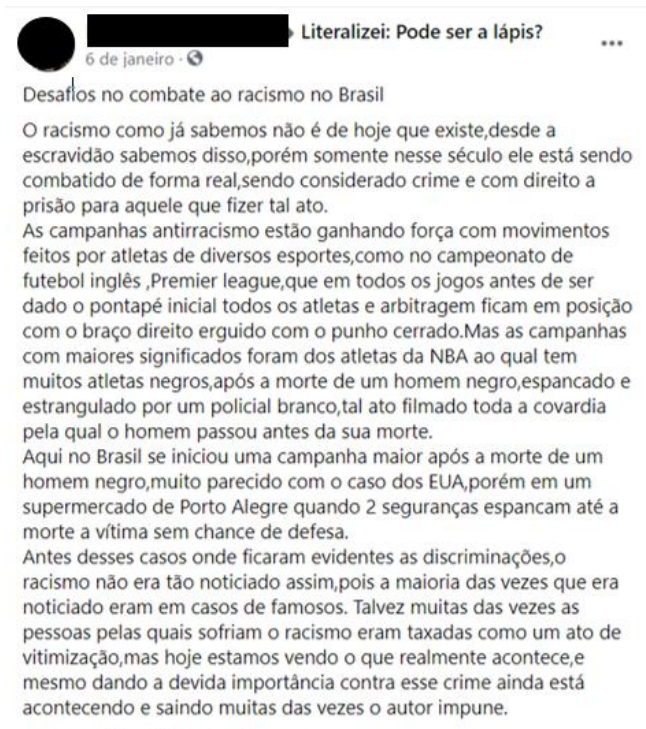 Literalizei: Pode ser a lápis?
6 de janeiro ·
Desafios no combate ao racismo no Brasil
O racismo como já sabemos não é de hoje que existe,desde a
escravidão sabemos disso,porém somente nesse século ele está sendo
combatido de forma real,sendo considerado crime e com direito a
prisão para aquele que fizer tal ato.
As campanhas antirracismo estão ganhando força com movimentos
feitos por atletas de diversos esportes,como no campeonato de
futebol inglês ,Premier league,que em todos os jogos antes de ser
dado o pontapé inicial todos os atletas e arbitragem ficam em posição
com o braço direito erguido com o punho cerrado.Mas as campanhas
com maiores significados foram dos atletas da NBA ao qual tem
muitos atletas negros,após a morte de um homem negro,espancado e
estrangulado por um policial branco,tal ato filmado toda a covardia
pela qual o homem passou antes da sua morte.
Aqui no Brasil se iniciou uma campanha maior após a morte de um
homem negro,muito parecido com o caso dos EUA,porém em um
supermercado de Porto Alegre quando 2 seguranças espancam até a
morte a vítima sem chance de defesa.
Antes desses casos onde ficaram evidentes as discriminações,o
racismo não era tão noticiado assim,pois a maioria das vezes que era
noticiado eram em casos de famosos. Talvez muitas das vezes as
pessoas pelas quais sofriam o racismo eram taxadas como um ato de
vitimização,mas hoje estamos vendo o que realmente acontece,e
mesmo dando a devida importância contra esse crime ainda está
acontecendo e saindo muitas das vezes o autor impune.